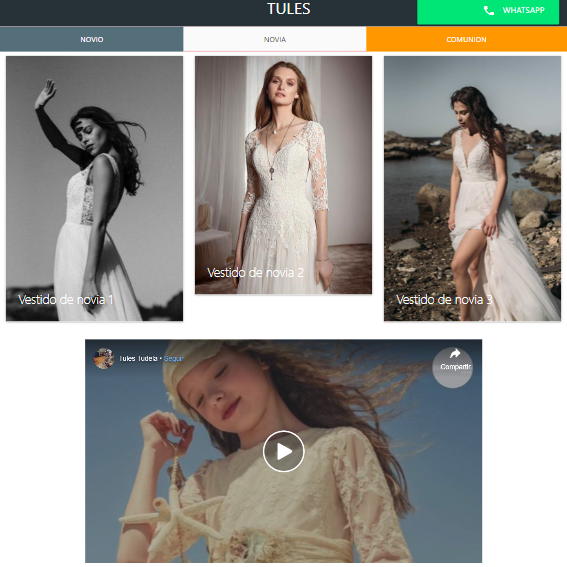 TULES
WHATSAPP
NOVIO
NOVIA
COMUNION
Vestido de novia 1
Vestido de novia 2
Vestido de novia 3
Tules Tudela • Seguir
Compartir